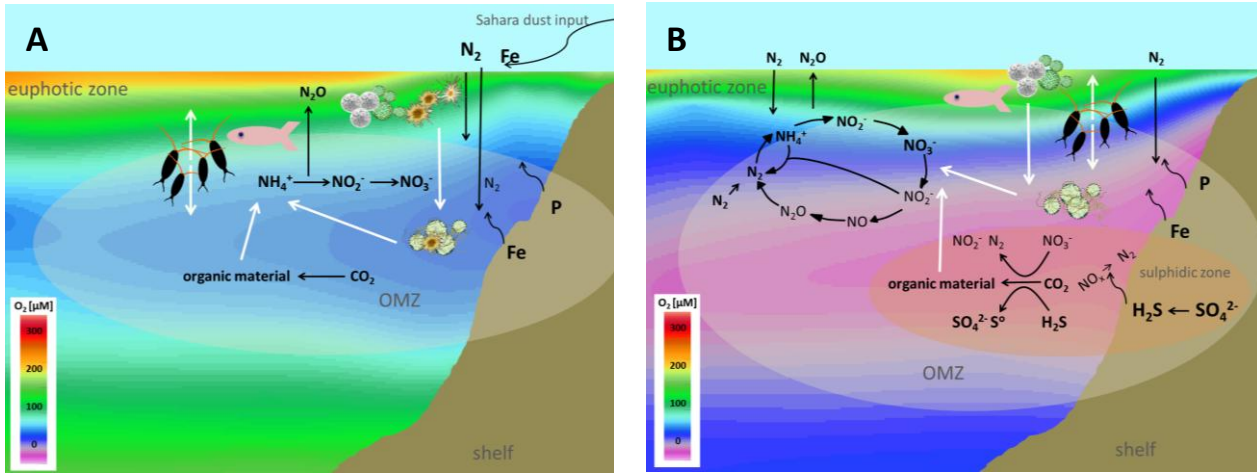 A
Sahara dust input
N₂ Fe
euphotic zone
N₂O
NH₄⁺ NO₂⁻ NO₃⁻
N₂
P
Fe
organic material CO₂
OMZ
O₂ [µM]
300
200
100
0
shelf
B
N₂ N₂O
N₂
euphotic zone
NO₂⁻
NH₄⁺
NO₃⁻
N₂
N₂
NO₂⁻
N₂O
NO
P
Fe
NO₂⁻ N₂ NO₃⁻
organic material CO₂
NOₓ N₂
sulphidic zone
SO₄²⁻ S° H₂S
H₂S SO₄²⁻
OMZ
O₂ [µM]
300
200
100
0
shelf